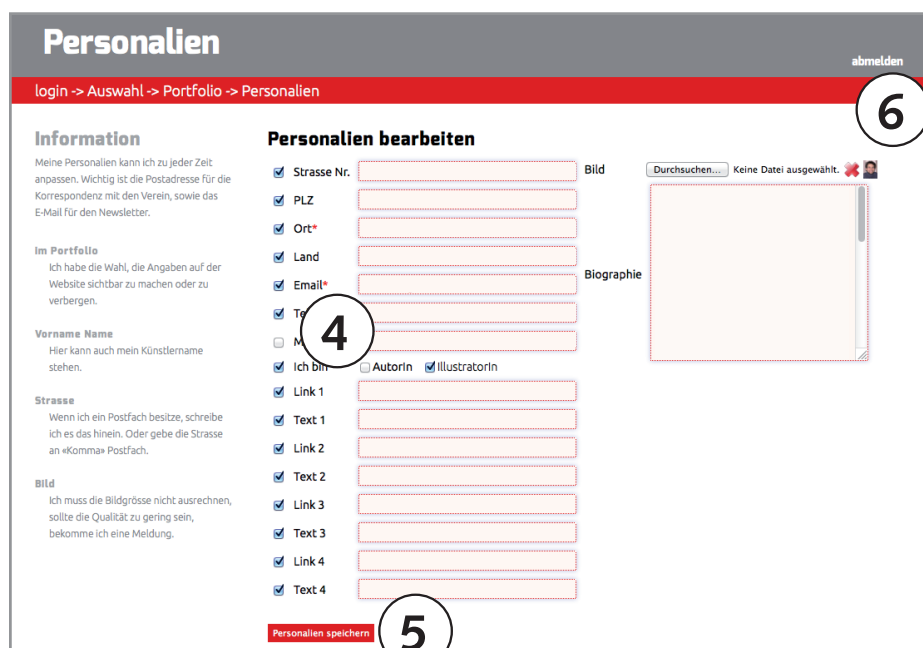 Personalien
abmelden
login -> Auswahl -> Portfolio -> Personalien
6
Information
Meine Personalien kann ich zu jeder Zeit
anpassen. Wichtig ist die Postadresse für die
Korrespondenz mit den Verein, sowie das
E-Mail für den Newsletter.
Im Portfolio
Ich habe die Wahl, die Angaben auf der
Website sichtbar zu machen oder zu
verbergen.
Vorname Name
Hier kann auch mein Künstlername
stehen.
Strasse
Wenn ich ein Postfach besitze, schreibe
ich es das hinein. Oder gebe die Strasse
an «Komma» Postfach.
Bild
Ich muss die Bildgrösse nicht ausrechnen,
sollte die Qualität zu gering sein,
bekomme ich eine Meldung.
Personalien bearbeiten
Strasse Nr.
PLZ
Ort*
Land
Email*
4
Ich bin AutorIn IllustratorIn
Link 1
Text 1
Link 2
Text 2
Link 3
Text 3
Link 4
Text 4
Personalien speichern
5
Bild Durchsuchen... Keine Datei ausgewählt.
Biographie